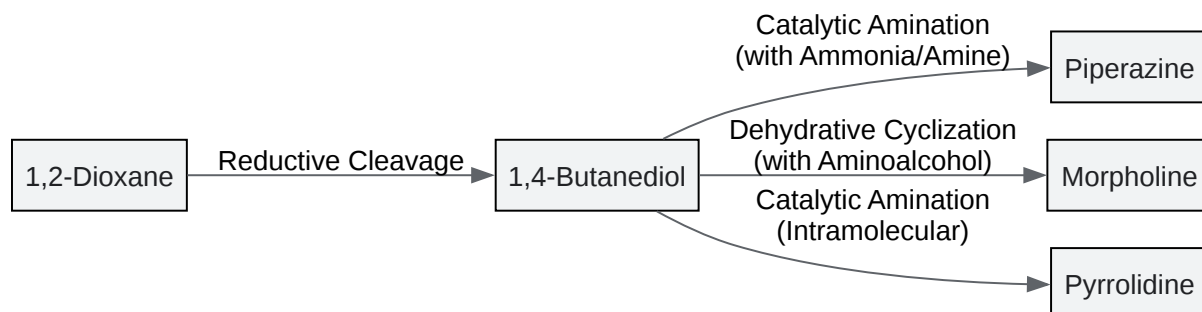 Catalytic Amination
(with Ammonia/Amine)
Piperazine
1,2-Dioxane
Reductive Cleavage
1,4-Butanediol
Dehydrative Cyclization
(with Aminoalcohol)
Morpholine
Catalytic Amination
(Intramolecular)
Pyrrolidine